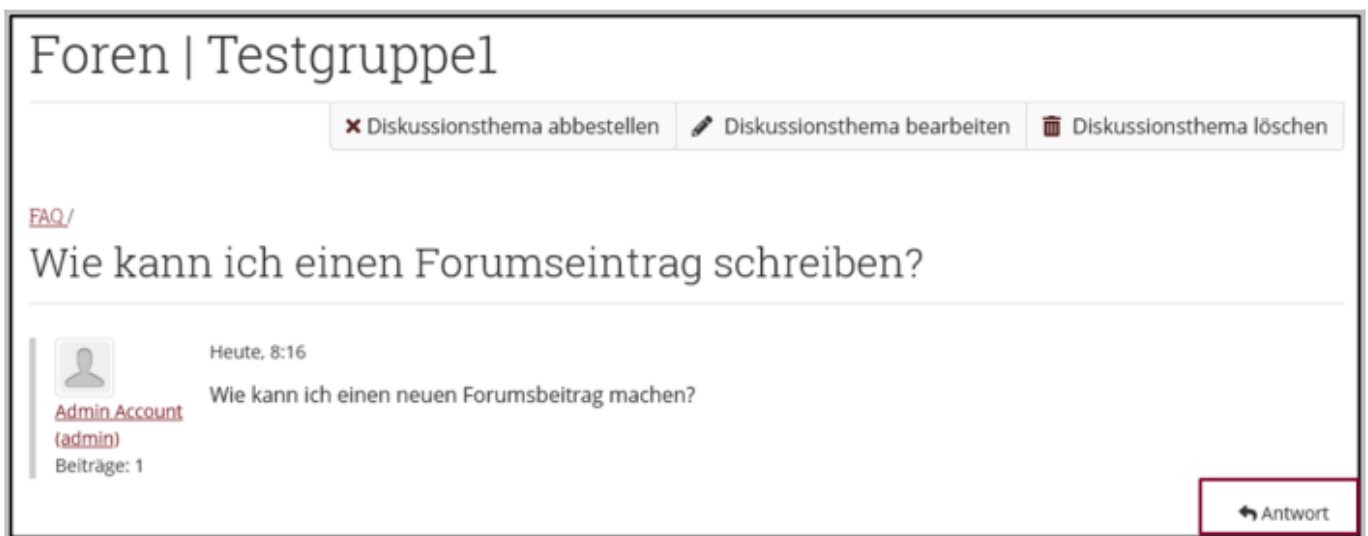 Foren | Testgruppe1
Diskussionsthema abbestellen Diskussionsthema bearbeiten Diskussionsthema löschen
FAQ /
Wie kann ich einen Forumseintrag schreiben?
Heute, 8:16
Wie kann ich einen neuen Forumsbeitrag machen?
Admin Account
(admin)
Beiträge: 1
Antwort